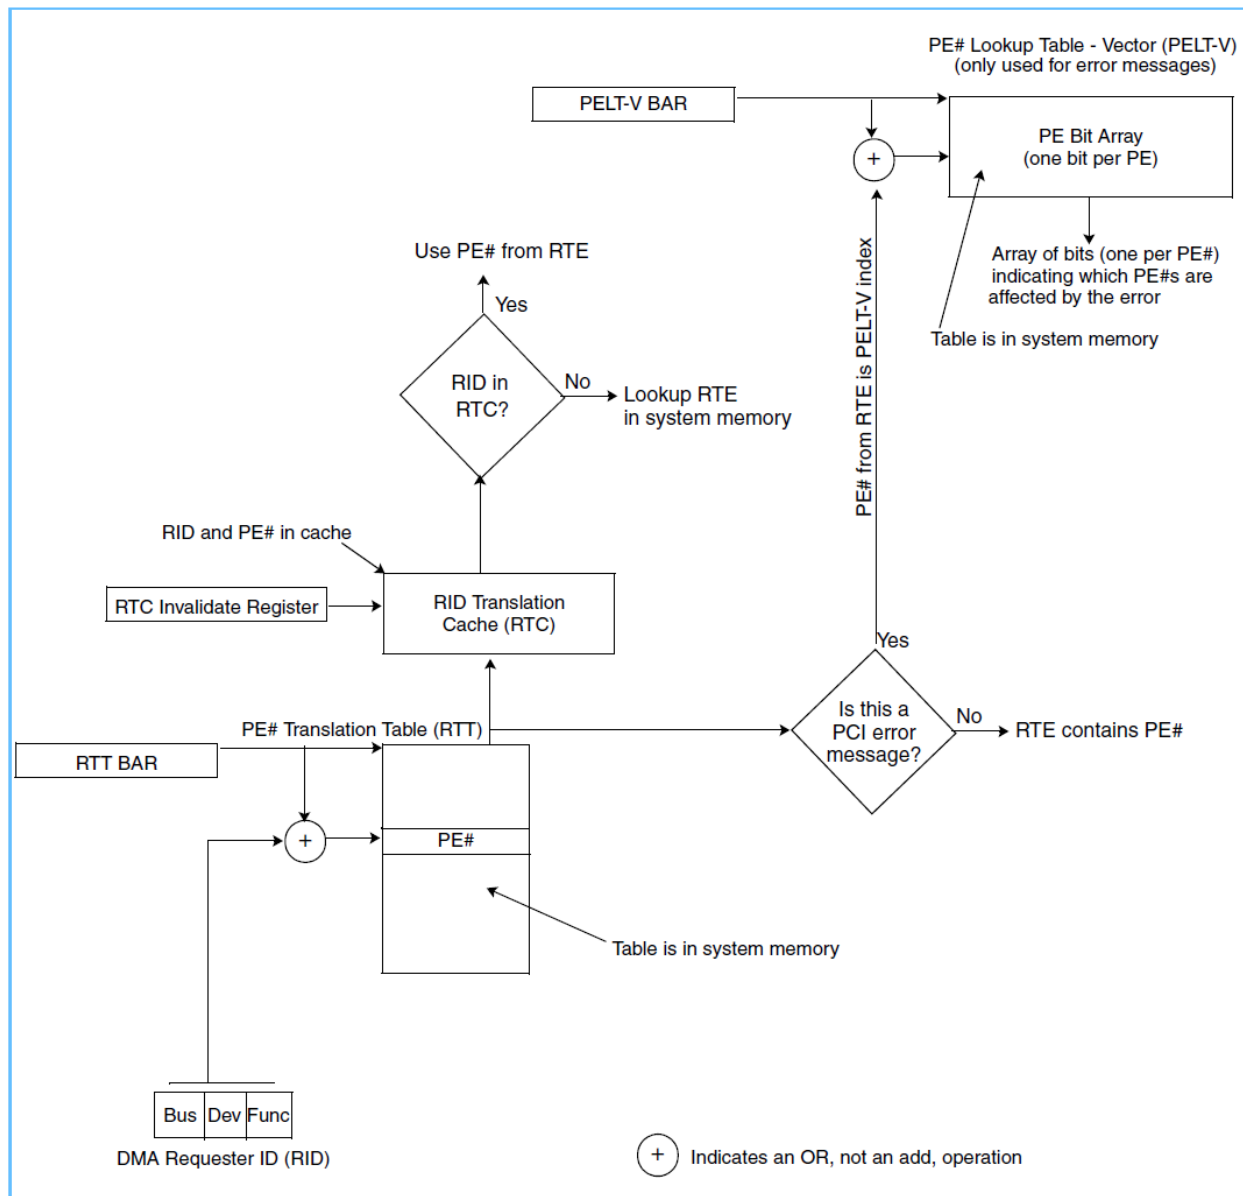 PE# Lookup Table - Vector (PELT-V)
(only used for error messages)
PELT-V BAR
PE Bit Array
(one bit per PE)
+
Array of bits (one per PE#)
indicating which PE#s are
affected by the error
Table is in system memory
PE# from RTE is PELT-V index
Use PE# from RTE
Yes
RID in
RTC?
No
Lookup RTE
in system memory
RID and PE# in cache
RTC Invalidate Register
RID Translation
Cache (RTC)
Yes
Is this a
PCI error
message?
No
RTE contains PE#
PE# Translation Table (RTT)
RTT BAR
+
PE#
Table is in system memory
Bus Dev Func
DMA Requester ID (RID)
+ Indicates an OR, not an add, operation